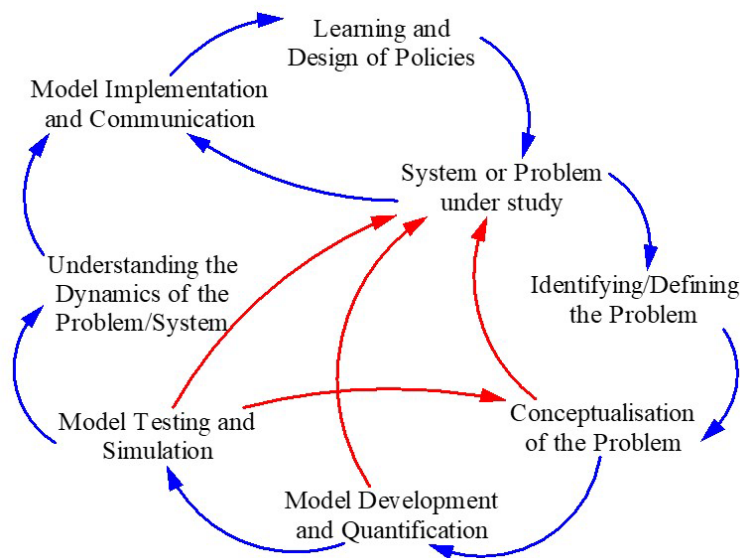 Learning and
Design of Policies
Model Implementation
and Communication
System or Problem
under study
Understanding the
Dynamics of the
Problem/System
Identifying/Defining
the Problem
Model Testing and
Simulation
Conceptualisation
of the Problem
Model Development
and Quantification